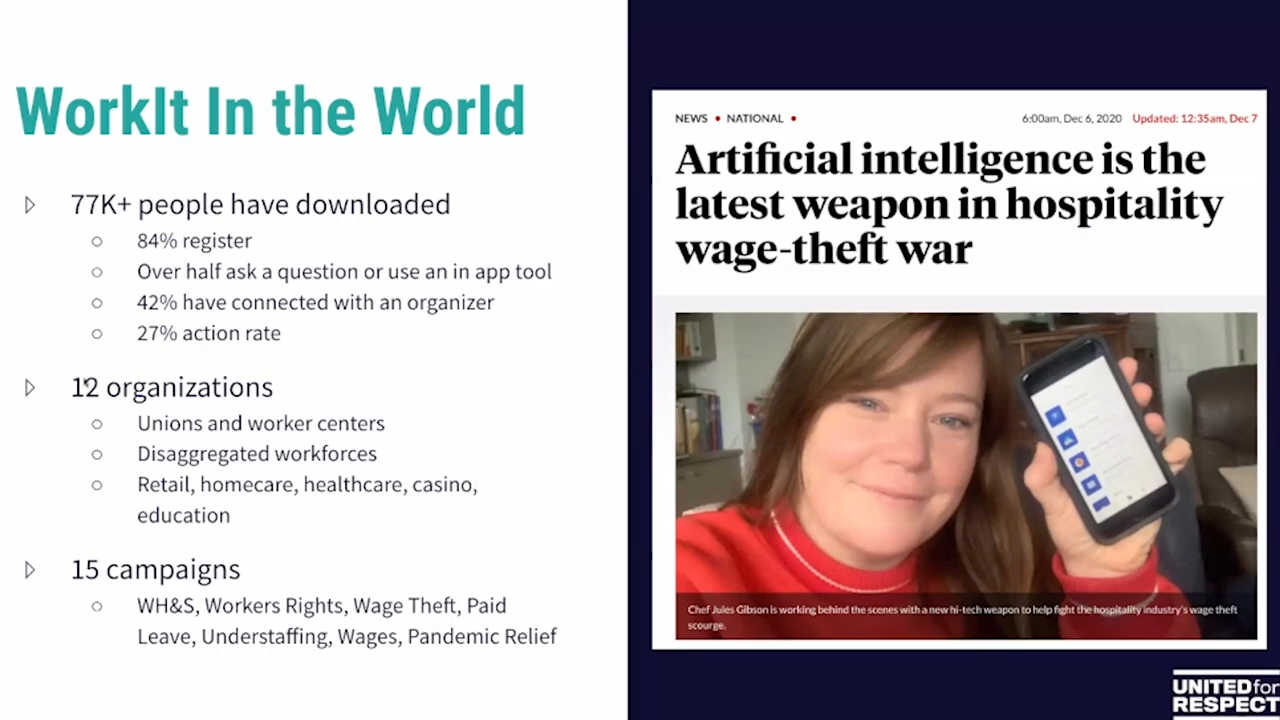 WorkIt In the World
77K+ people have downloaded
84% register
Over half ask a question or use an in app tool
42% have connected with an organizer
27% action rate
12 organizations
Unions and worker centers
Disaggregated workforces
Retail, homecare, healthcare, casino,
education
15 campaigns
WH&S, Workers Rights, Wage Theft, Paid
Leave, Understaffing, Wages, Pandemic Relief
NEWS • NATIONAL •
6:00am, Dec 6, 2020 Updated: 12:35am, Dec 7
Artificial intelligence is the
latest weapon in hospitality
wage-theft war
Chef Jules Gibson is working behind the scenes with a new hi-tech weapon to help fight the hospitality industry's wage theft
scourge.
UNITED for
RESPECT